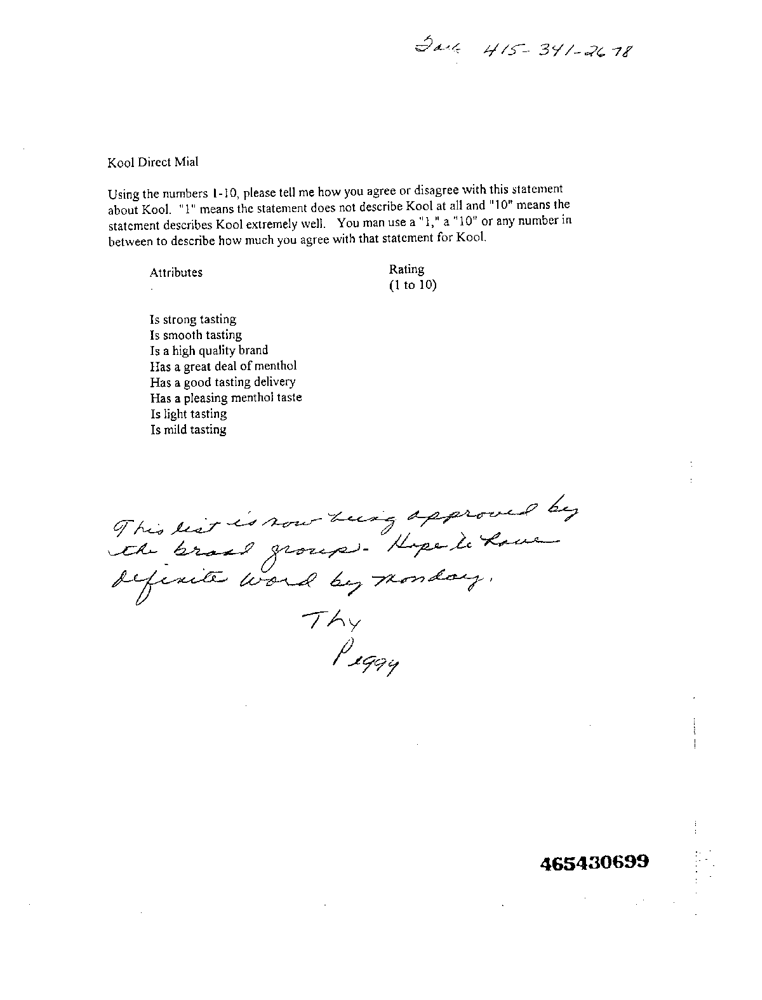 415-341-2678
Kool Direct Mial
Using the numbers 1-10, please tell me how you agree or disagree with this statement
about Kool. "1" means the statement does not describe Kool at all and "10" means the
statement describes Kool extremely well. You man use a "1," a "10" or any number in
between to describe how much you agree with that statement for Kool.
Attributes Rating
(1 to 10)
Is strong tasting
Is smooth tasting
Is a high quality brand
Has a great deal of menthol
Has a good tasting delivery
Has a pleasing menthol taste
Is light tasting
Is mild tasting
This list is now being approved by
the brand group. Hope to have
definite word by Monday.
Thx
Peggy
465430699